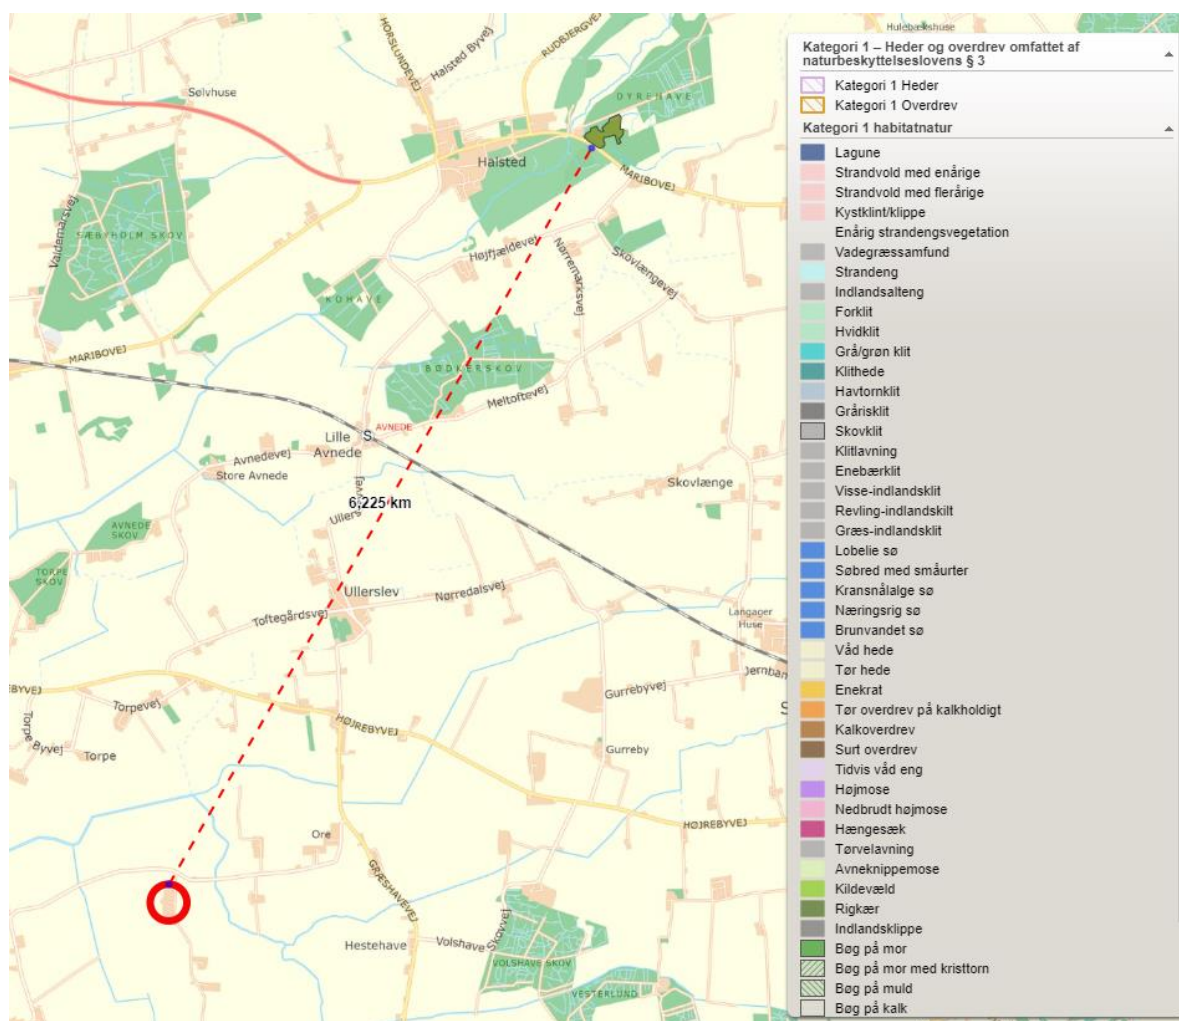 HORSLUNDEVEJ
Halsted Byvej
RUDBJERGVEJ
Hulebækshuse
Sølvhuse
DYRENAVE
Halsted
MARIBOVEJ
Valdemarsvej
SÆBYHOLM SKOV
Højfjældevej
Nørremarksvej
Skovlængevej
KOHAVE
MARIBOVEJ
BØDKERSKOV
Meltoftevej
AVNEDE
S
Lille
Avnede
Avnedevej
Store Avnede
Skovlænge
6,225 km
AVNEDE
SKOV
TORPE
SKOV
Ullerslev
Nørredalsvej
Toftegårdsvej
Langager
Huse
Jernban
Gurrebyvej
S
Torpevej
Torpe Byvej
Torpe
HØJREBYVEJ
Gurreby
HØJREBYVEJ
Ore
GRÆSHAVEVEJ
Hestehave
Volshave Skovvej
VOLSHAVE SKOV
VESTERLUND
Kategori 1 – Heder og overdrev omfattet af
naturbeskyttelseslovens § 3
Kategori 1 Heder
Kategori 1 Overdrev
Kategori 1 habitatnatur
Lagune
Strandvold med enårige
Strandvold med flerårige
Kystklint/klippe
Enårig strandengsvegetation
Vadegræssamfund
Strandeng
Indlandsalteng
Forklit
Hvidklit
Grå/grøn klit
Klithede
Havtornklit
Grårisklit
Skovklit
Klitlavning
Enebærklit
Visse-indlandsklit
Revling-indlandskilt
Græs-indlandsklit
Lobelie sø
Søbred med småurter
Kransnålalge sø
Næringsrig sø
Brunvandet sø
Våd hede
Tør hede
Enekrat
Tør overdrev på kalkholdigt
Kalkoverdrev
Surt overdrev
Tidvis våd eng
Højmose
Nedbrudt højmose
Hængesæk
Tørvelavning
Avneknippemose
Kildevæld
Rigkær
Indlandsklippe
Bøg på mor
Bøg på mor med kristtorn
Bøg på muld
Bøg på kalk